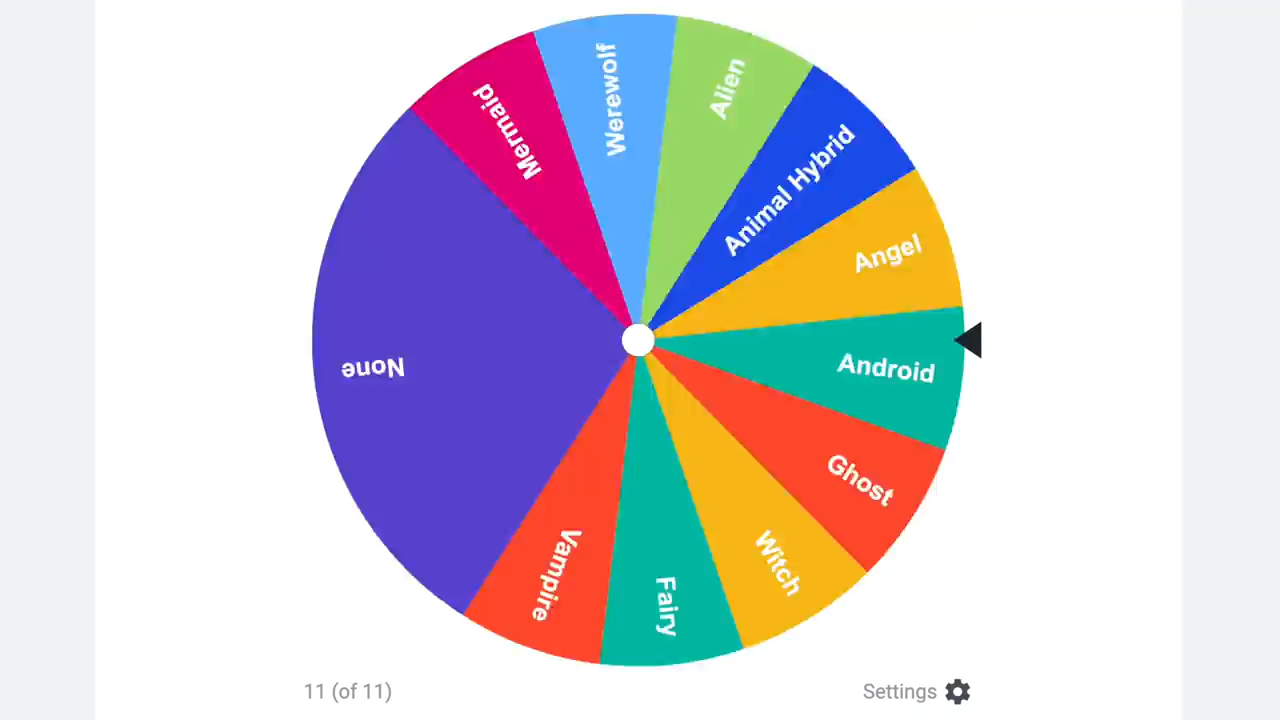 Werewolf
Alien
Animal Hybrid
Angel
Android
Ghost
Witch
Fairy
Vampire
None
Mermaid
11 (of 11)
Settings